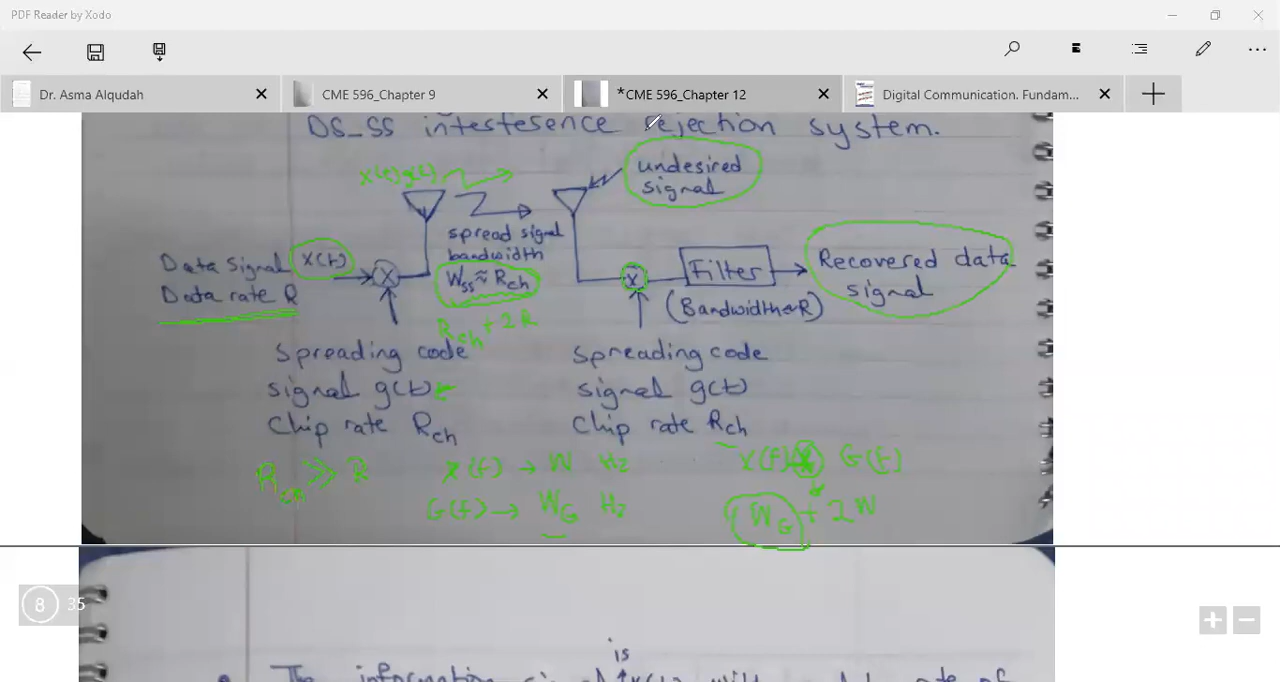 PDF Reader by Xodo
Dr. Asma Alqudah
CME 596_Chapter 9
*CME 596_Chapter 12
Digital Communication. Fundam...
DS_SS interfesence rejection system.
x(t)g(t)
undesired
signal
spread signal
bandwidth
Wss ≈ Rch
Rch + 2R
Data signal x(t)
Data rate R
X
X
Filter
(Bandwidth≈R)
Recovered data
signal
Spreading code
signal g(t)
Chip rate Rch
Spreading code
signal g(t)
Chip rate Rch
Rch >> R
X(f) → W Hz
G(f) → WG Hz
X(f) * G(f)
WG + 2W
8 35
is